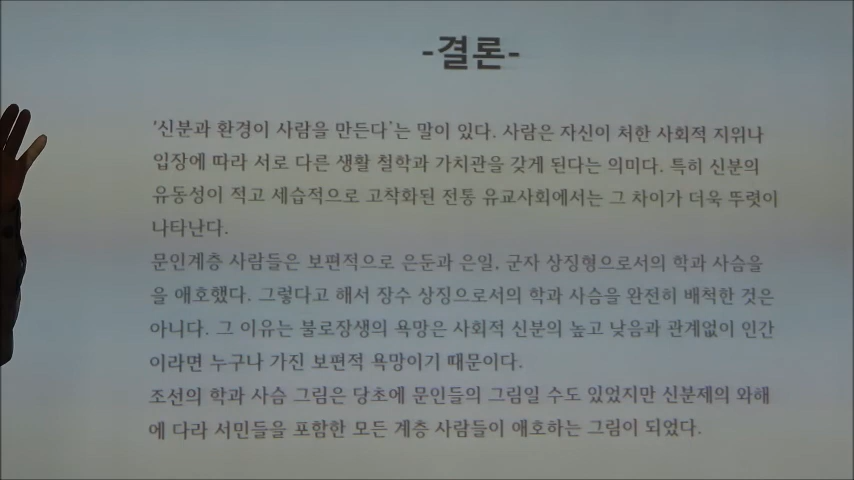 -결론-
'신분과 환경이 사람을 만든다'는 말이 있다. 사람은 자신이 처한 사회적 지위나
입장에 따라 서로 다른 생활 철학과 가치관을 갖게 된다는 의미다. 특히 신분의
유동성이 적고 세습적으로 고착화된 전통 유교사회에서는 그 차이가 더욱 뚜렷이
나타난다.
문인계층 사람들은 보편적으로 은둔과 은일, 군자 상징형으로서의 학과 사슴을
을 애호했다. 그렇다고 해서 장수 상징으로서의 학과 사슴을 완전히 배척한 것은
아니다. 그 이유는 불로장생의 욕망은 사회적 신분의 높고 낮음과 관계없이 인간
이라면 누구나 가진 보편적 욕망이기 때문이다.
조선의 학과 사슴 그림은 당초에 문인들의 그림일 수도 있었지만 신분제의 와해
에 다라 서민들을 포함한 모든 계층 사람들이 애호하는 그림이 되었다.